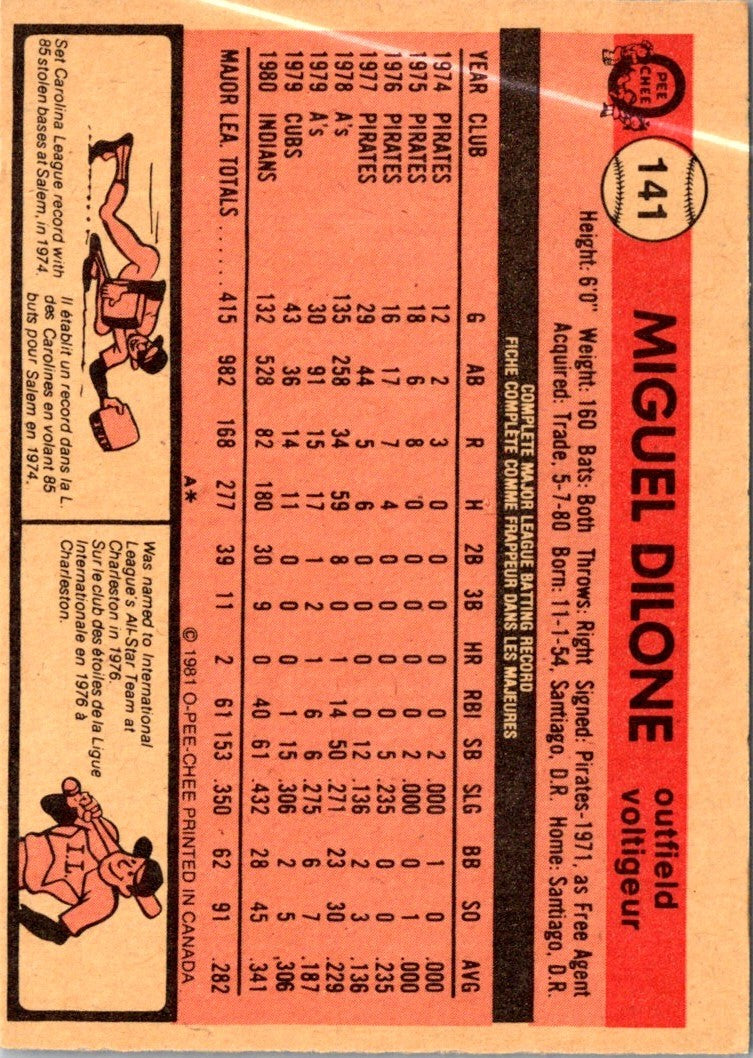 O PEE CHEE
141
MIGUEL DILONE
outfield
voltigeur
Height: 6'0" Weight: 160 Bats: Both Throws: Right Signed: Pirates-1971, as Free Agent
Acquired: Trade, 5-7-80 Born: 11-1-54, Santiago, D.R. Home: Santiago, D.R.
COMPLETE MAJOR LEAGUE BATTING RECORD
FICHE COMPLÈTE COMME FRAPPEUR DANS LES MAJEURES
YEAR CLUB G AB R H 2B 3B HR RBI SB SLG BB SO AVG
1974 PIRATES 12 2 3 0 0 0 0 0 2 .000 1 0 .000
1975 PIRATES 18 6 8 0 0 0 0 0 2 .000 0 1 .000
1976 PIRATES 16 17 7 4 0 0 0 0 5 .235 0 0 .235
1977 PIRATES 29 44 5 6 0 0 0 0 12 .136 2 3 .136
1978 A's 135 258 34 59 8 0 1 14 50 .271 23 30 .229
1979 A's 30 91 15 17 1 2 1 6 6 .275 6 7 .187
1979 CUBS 43 36 14 11 0 0 0 1 15 .306 2 5 .306
1980 INDIANS 132 528 82 180 30 9 0 40 61 .432 28 45 .341
MAJOR LEA. TOTALS ...... 415 982 168 277 39 11 2 61 153 .350 62 91 .282
A* © 1981 O-PEE-CHEE PRINTED IN CANADA
Set Carolina League record with
85 stolen bases at Salem, in 1974.
Il établit un record dans la L.
des Carolines en volant 85
buts pour Salem en 1974.
Was named to International
League's All-Star Team at
Charleston in 1976.
Sur le club des étoiles de la Ligue
Internationale en 1976 à
Charleston.
I.L.